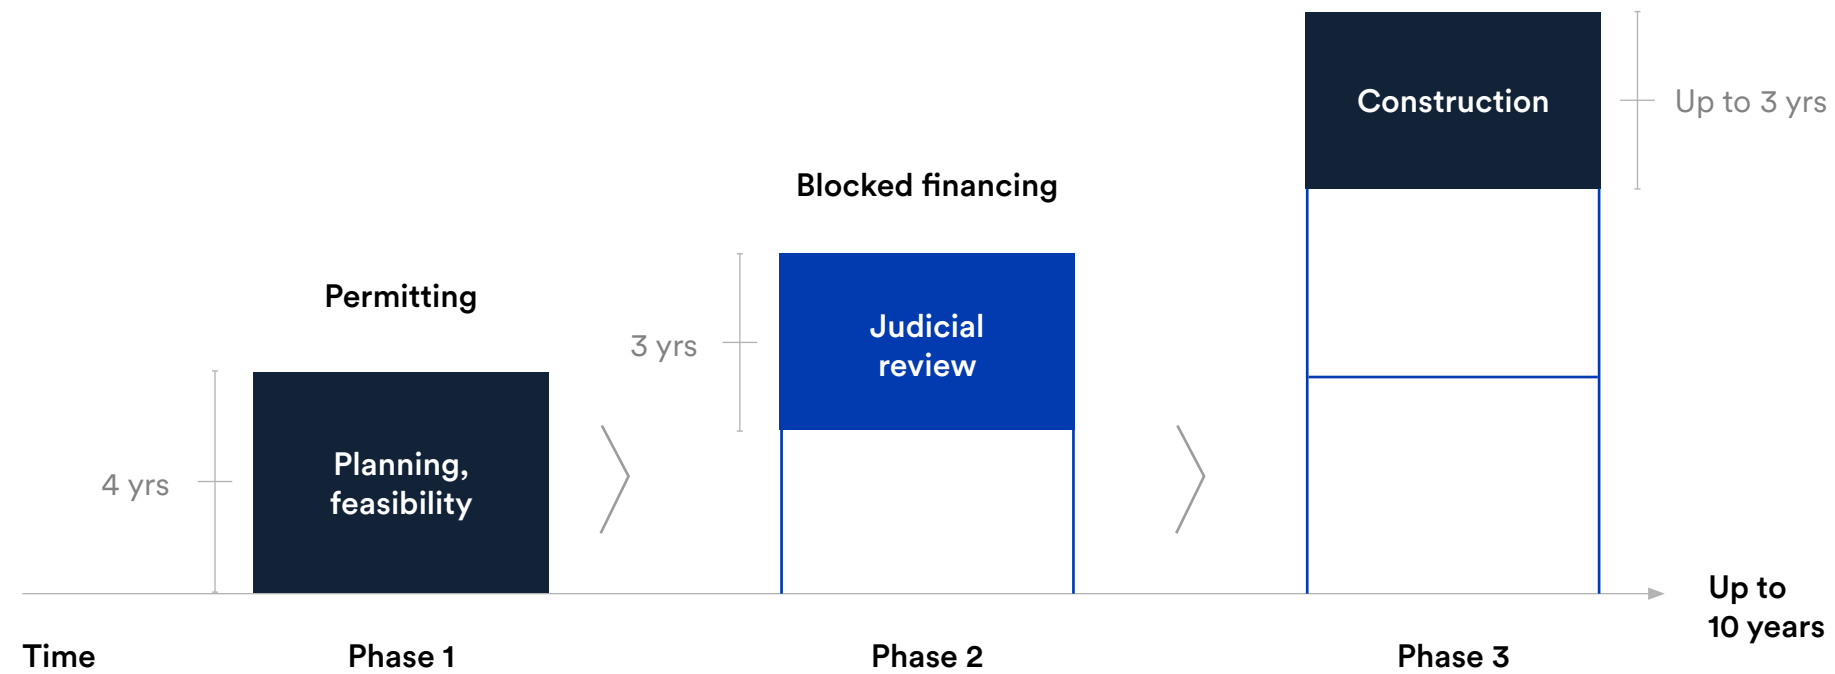 Permitting
Planning,
feasibility
4 yrs
Blocked financing
Judicial
review
3 yrs
Construction
Up to 3 yrs
Up to
10 years
Time
Phase 1
Phase 2
Phase 3